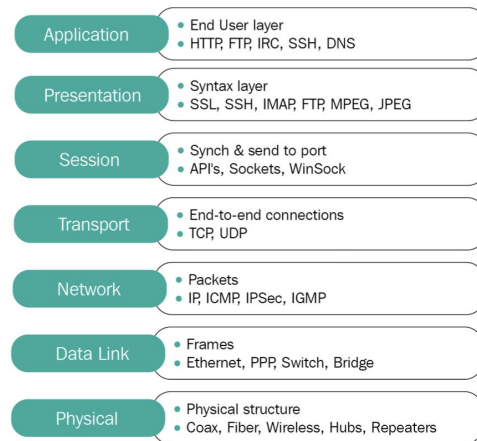 Application
• End User layer
• HTTP, FTP, IRC, SSH, DNS
Presentation
• Syntax layer
• SSL, SSH, IMAP, FTP, MPEG, JPEG
Session
• Synch & send to port
• API's, Sockets, WinSock
Transport
• End-to-end connections
• TCP, UDP
Network
• Packets
• IP, ICMP, IPSec, IGMP
Data Link
• Frames
• Ethernet, PPP, Switch, Bridge
Physical
• Physical structure
• Coax, Fiber, Wireless, Hubs, Repeaters